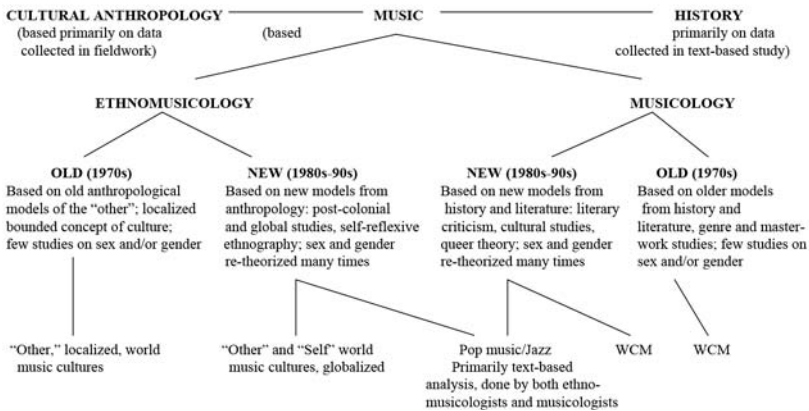 CULTURAL ANTHROPOLOGY
(based primarily on data
collected in fieldwork)
MUSIC
(based
HISTORY
primarily on data
collected in text-based study)
ETHNOMUSICOLOGY
MUSICOLOGY
OLD (1970s)
Based on old anthropological
models of the “other”; localized
bounded concept of culture;
few studies on sex and/or gender
NEW (1980s-90s)
Based on new models from
anthropology: post-colonial
and global studies, self-reflexive
ethnography; sex and gender
re-theorized many times
NEW (1980s-90s)
Based on new models from
history and literature: literary
criticism, cultural studies,
queer theory; sex and gender
re-theorized many times
OLD (1970s)
Based on older models
from history and
literature, genre and master-
work studies; few studies on
sex and/or gender
“Other,” localized, world
music cultures
“Other” and “Self” world
music cultures, globalized
Pop music/Jazz
Primarily text-based
analysis, done by both ethno-
musicologists and musicologists
WCM
WCM